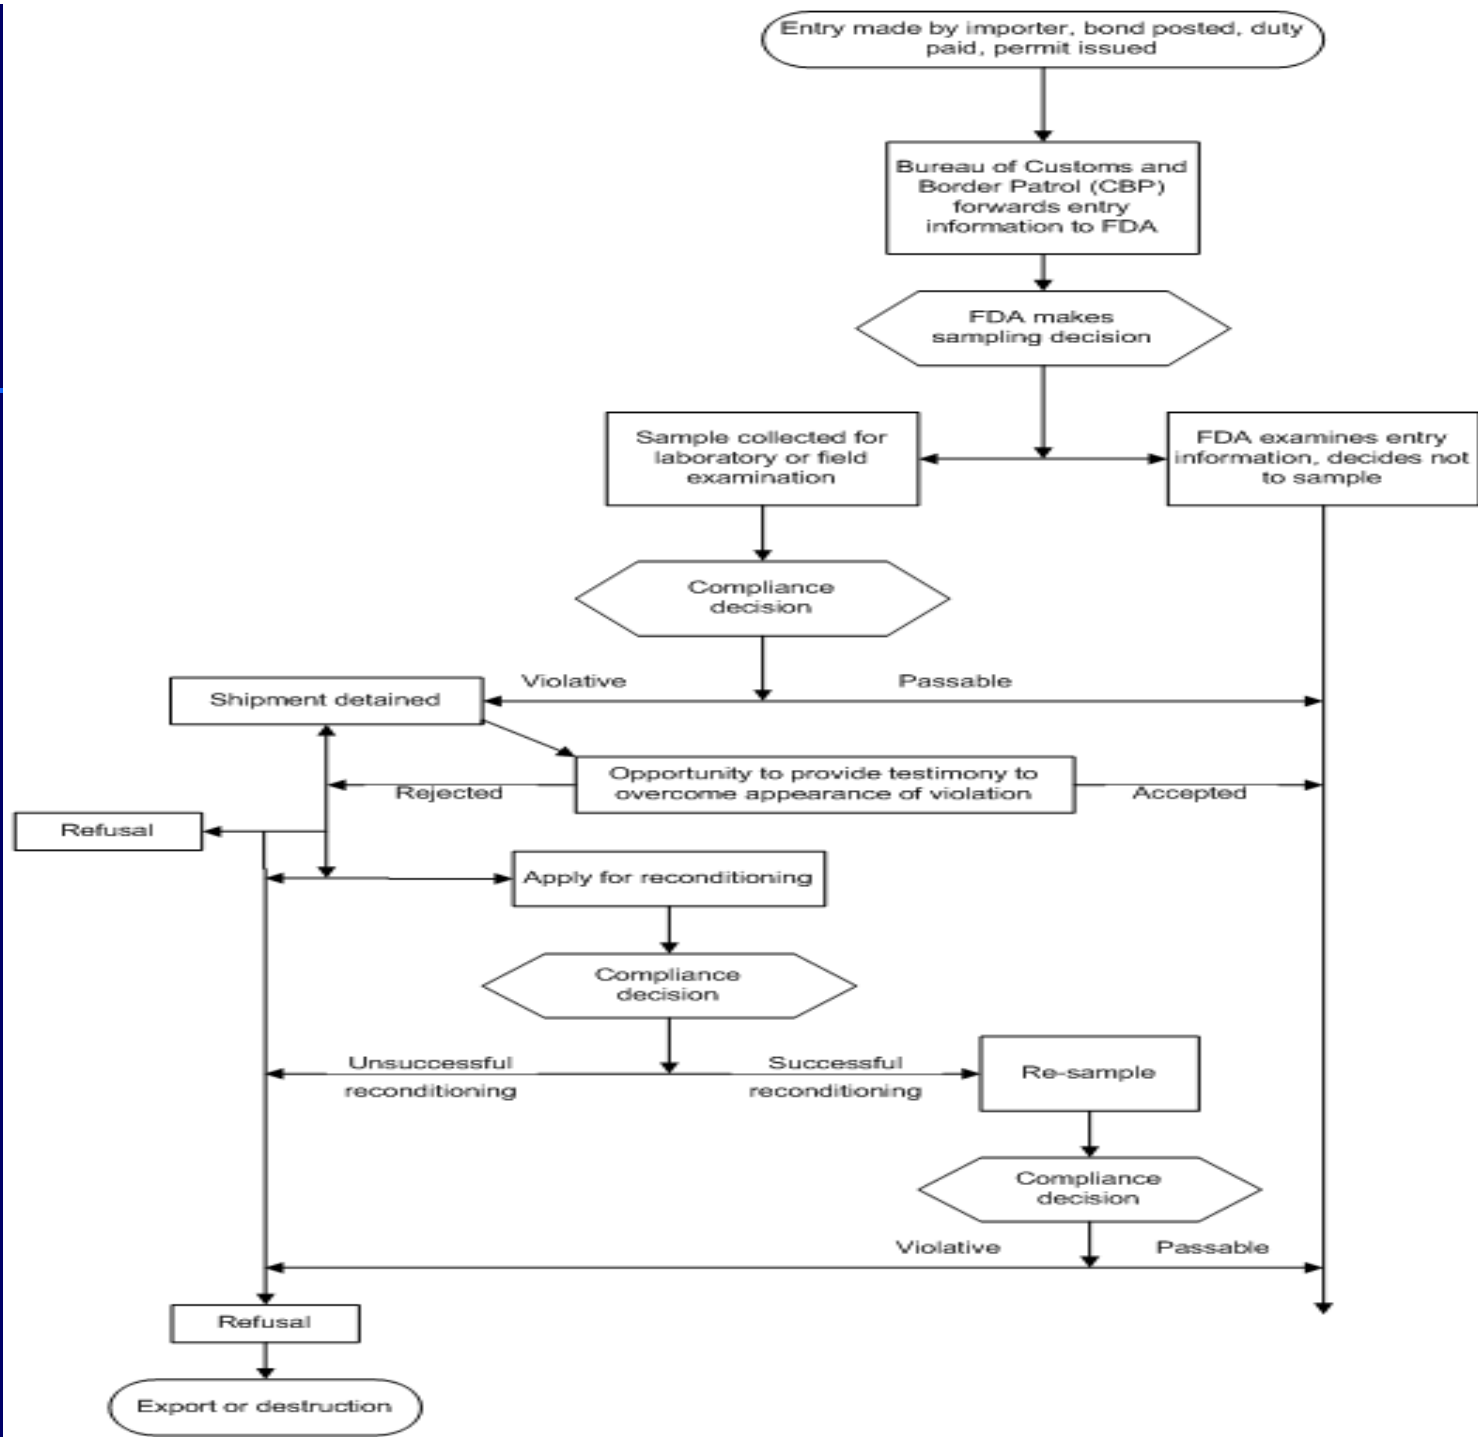 Entry made by importer, bond posted, duty
paid, permit issued
Bureau of Customs and
Border Patrol (CBP)
forwards entry
information to FDA
FDA makes
sampling decision
Sample collected for
laboratory or field
examination
FDA examines entry
information, decides not
to sample
Compliance
decision
Violative
Passable
Shipment detained
Opportunity to provide testimony to
overcome appearance of violation
Rejected
Accepted
Refusal
Apply for reconditioning
Compliance
decision
Unsuccessful
reconditioning
Successful
reconditioning
Re-sample
Compliance
decision
Violative
Passable
Refusal
Export or destruction